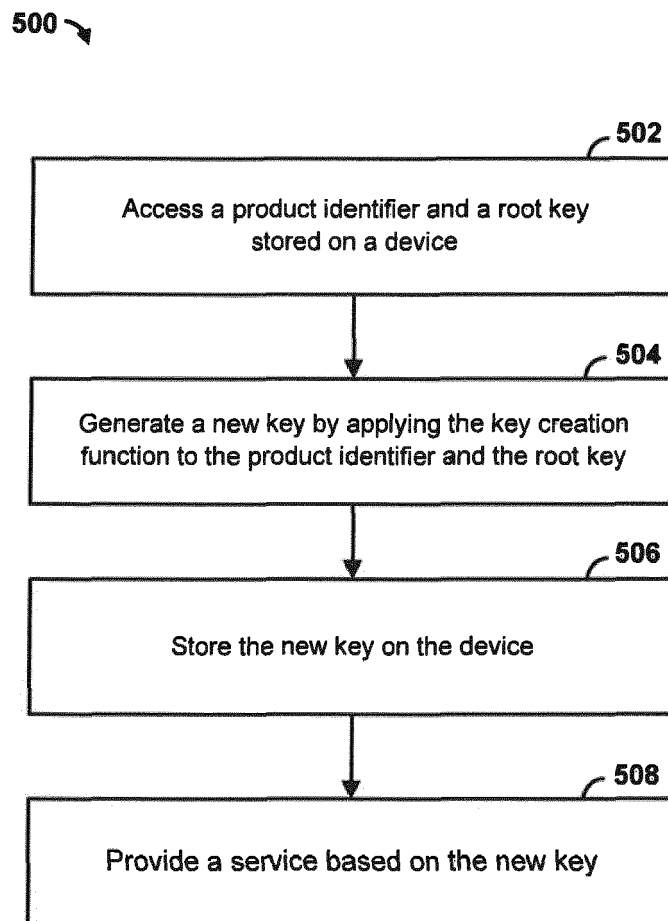 500
502
Access a product identifier and a root key
stored on a device
504
Generate a new key by applying the key creation
function to the product identifier and the root key
506
Store the new key on the device
508
Provide a service based on the new key